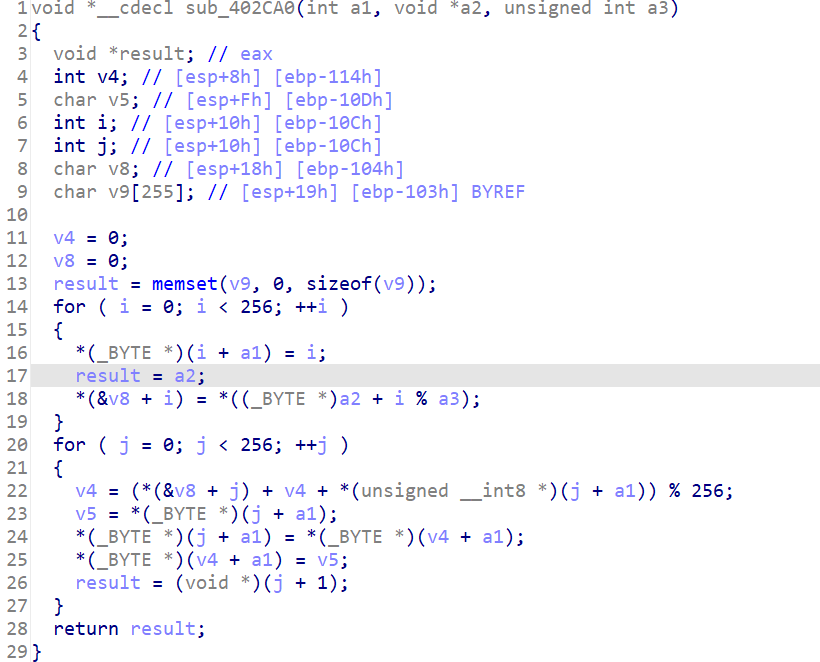 1 void *__cdecl sub_402CA0(int a1, void *a2, unsigned int a3)
2 {
3   void *result; // eax
4   int v4; // [esp+8h] [ebp-114h]
5   char v5; // [esp+Fh] [ebp-10Dh]
6   int i; // [esp+10h] [ebp-10Ch]
7   int j; // [esp+10h] [ebp-10Ch]
8   char v8; // [esp+18h] [ebp-104h]
9   char v9[255]; // [esp+19h] [ebp-103h] BYREF
10
11   v4 = 0;
12   v8 = 0;
13   result = memset(v9, 0, sizeof(v9));
14   for ( i = 0; i < 256; ++i )
15   {
16     *(_BYTE *)(i + a1) = i;
17     result = a2;
18     *(&v8 + i) = *((_BYTE *)a2 + i % a3);
19   }
20   for ( j = 0; j < 256; ++j )
21   {
22     v4 = (*(&v8 + j) + v4 + *(unsigned __int8 *)(j + a1)) % 256;
23     v5 = *(_BYTE *)(j + a1);
24     *(_BYTE *)(j + a1) = *(_BYTE *)(v4 + a1);
25     *(_BYTE *)(v4 + a1) = v5;
26     result = (void *)(j + 1);
27   }
28   return result;
29 }